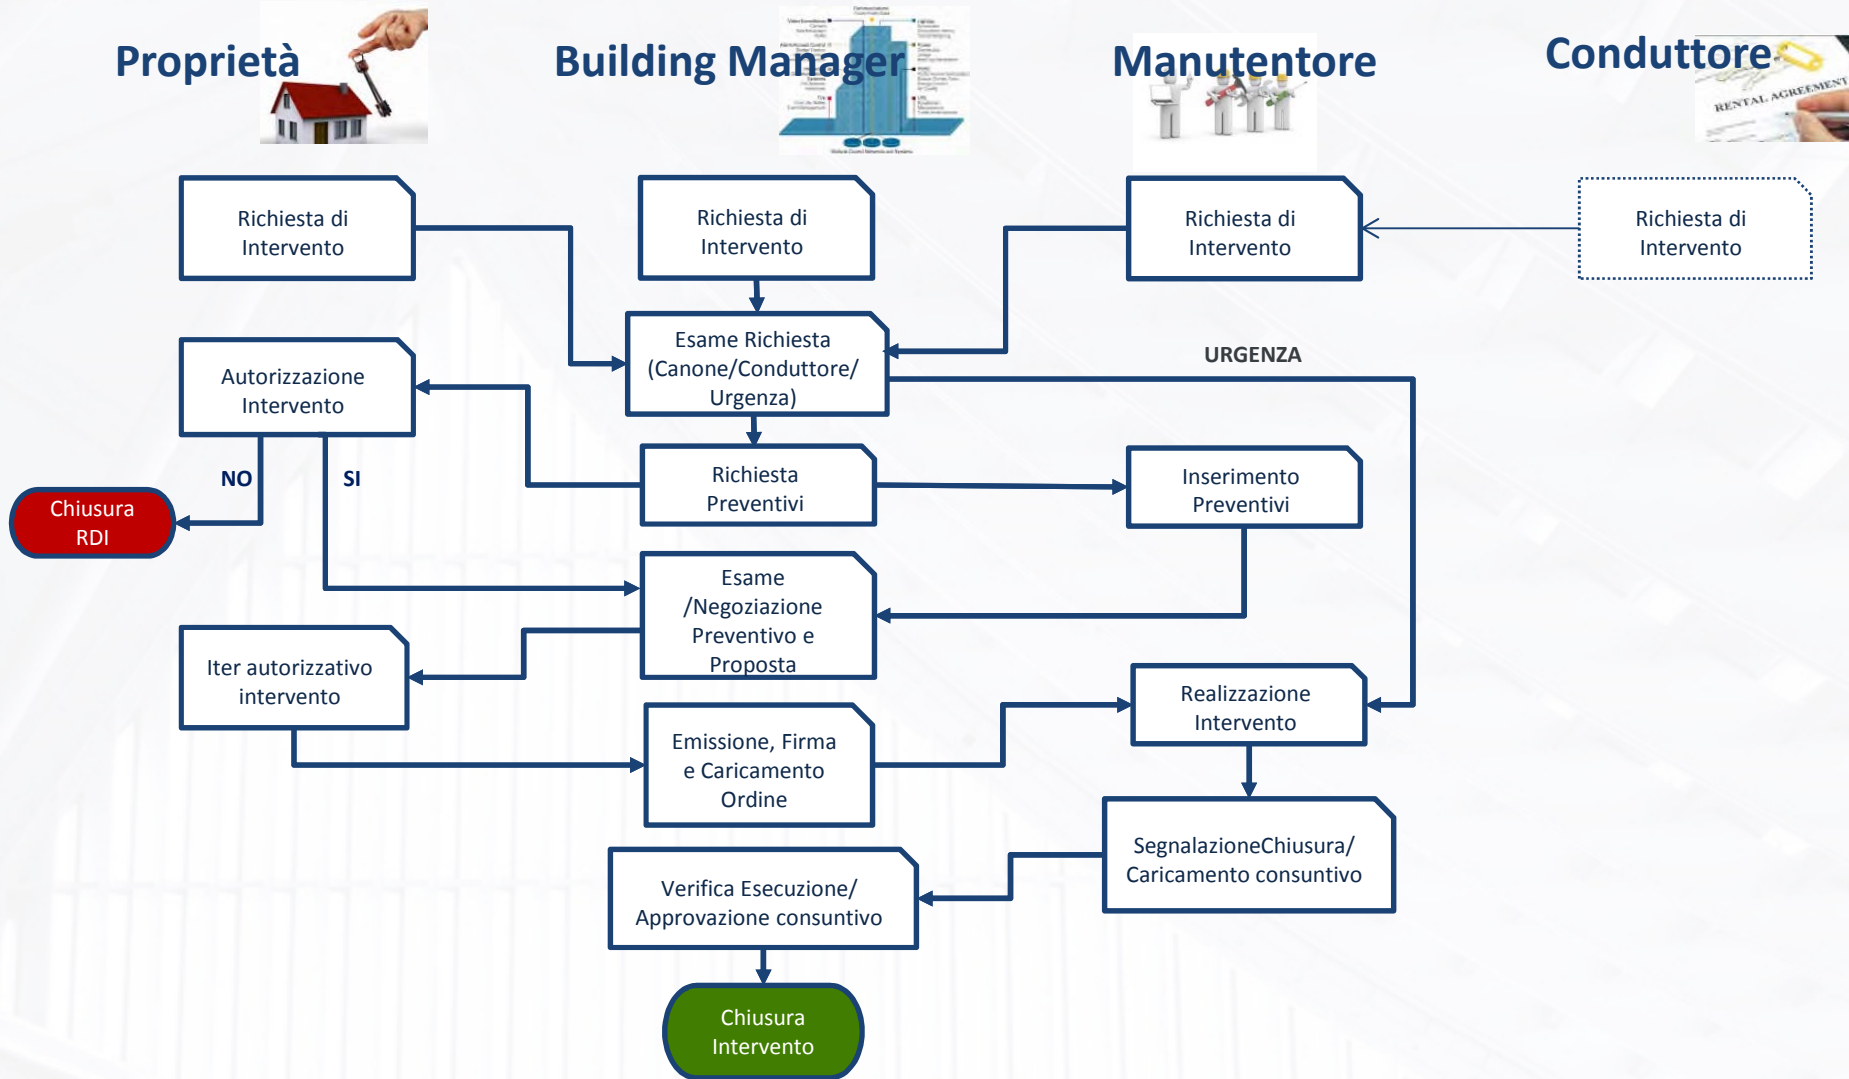 Proprietà
Building Manager
Manutentore
Conduttore
RENTAL AGREEMENT
Richiesta di
Intervento
Richiesta di
Intervento
Richiesta di
Intervento
Richiesta di
Intervento
Esame Richiesta
(Canone/Conduttore/
Urgenza)
URGENZA
Autorizzazione
Intervento
NO
SI
Richiesta
Preventivi
Inserimento
Preventivi
Chiusura
RDI
Esame
/Negoziazione
Preventivo e
Proposta
Iter autorizzativo
intervento
Realizzazione
Intervento
Emissione, Firma
e Caricamento
Ordine
SegnalazioneChiusura/
Caricamento consuntivo
Verifica Esecuzione/
Approvazione consuntivo
Chiusura
Intervento